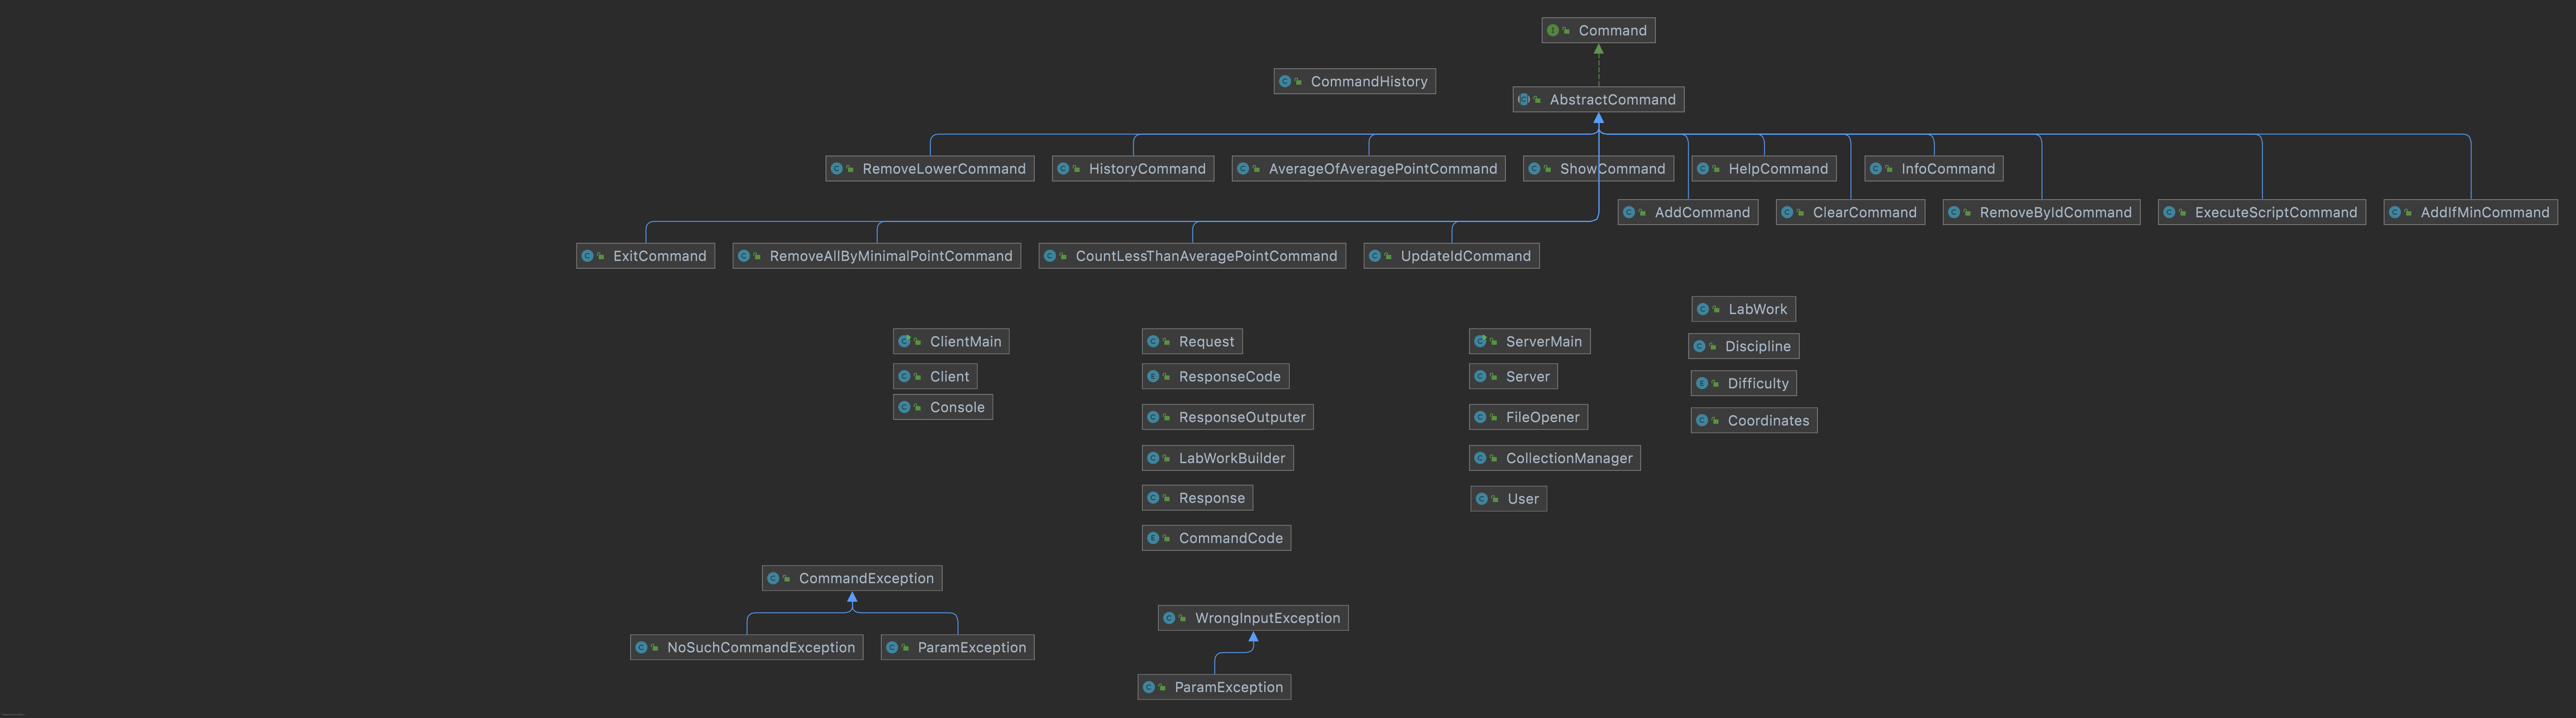 Command
CommandHistory
AbstractCommand
RemoveLowerCommand HistoryCommand AverageOfAveragePointCommand ShowCommand HelpCommand InfoCommand
AddCommand ClearCommand RemoveByIdCommand ExecuteScriptCommand AddIfMinCommand
ExitCommand RemoveAllByMinimalPointCommand CountLessThanAveragePointCommand UpdateIdCommand
LabWork
ClientMain Request ServerMain Discipline
Client ResponseCode Server Difficulty
Console ResponseOutputer FileOpener Coordinates
LabWorkBuilder CollectionManager
Response User
CommandCode
CommandException
WrongInputException
NoSuchCommandException ParamException
ParamException